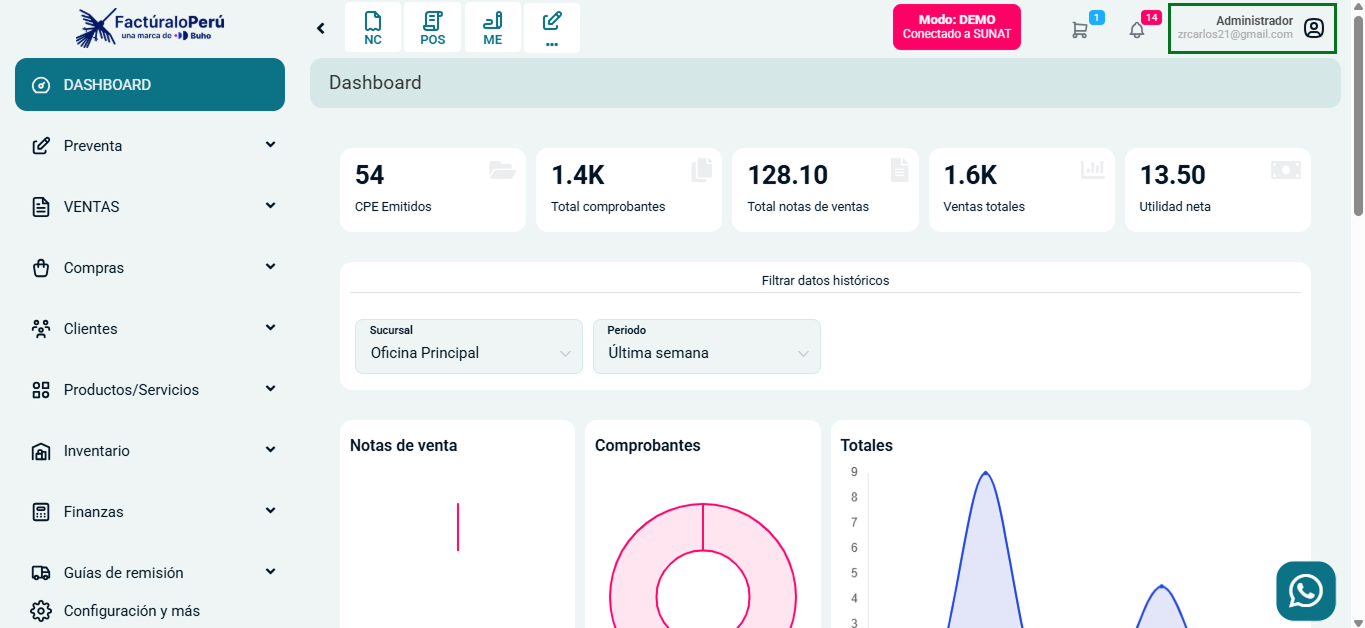 FactúraloPerú
una marca de Buho
NC
POS
ME
...
Modo: DEMO
Conectado a SUNAT
1
14
Administrador
zrcarlos21@gmail.com
DASHBOARD
Preventa
VENTAS
Compras
Clientes
Productos/Servicios
Inventario
Finanzas
Guías de remisión
Configuración y más
Dashboard
54
CPE Emitidos
1.4K
Total comprobantes
128.10
Total notas de ventas
1.6K
Ventas totales
13.50
Utilidad neta
Filtrar datos históricos
Sucursal
Oficina Principal
Periodo
Última semana
Notas de venta
Comprobantes
Totales
9
8
7
6
5
4
3